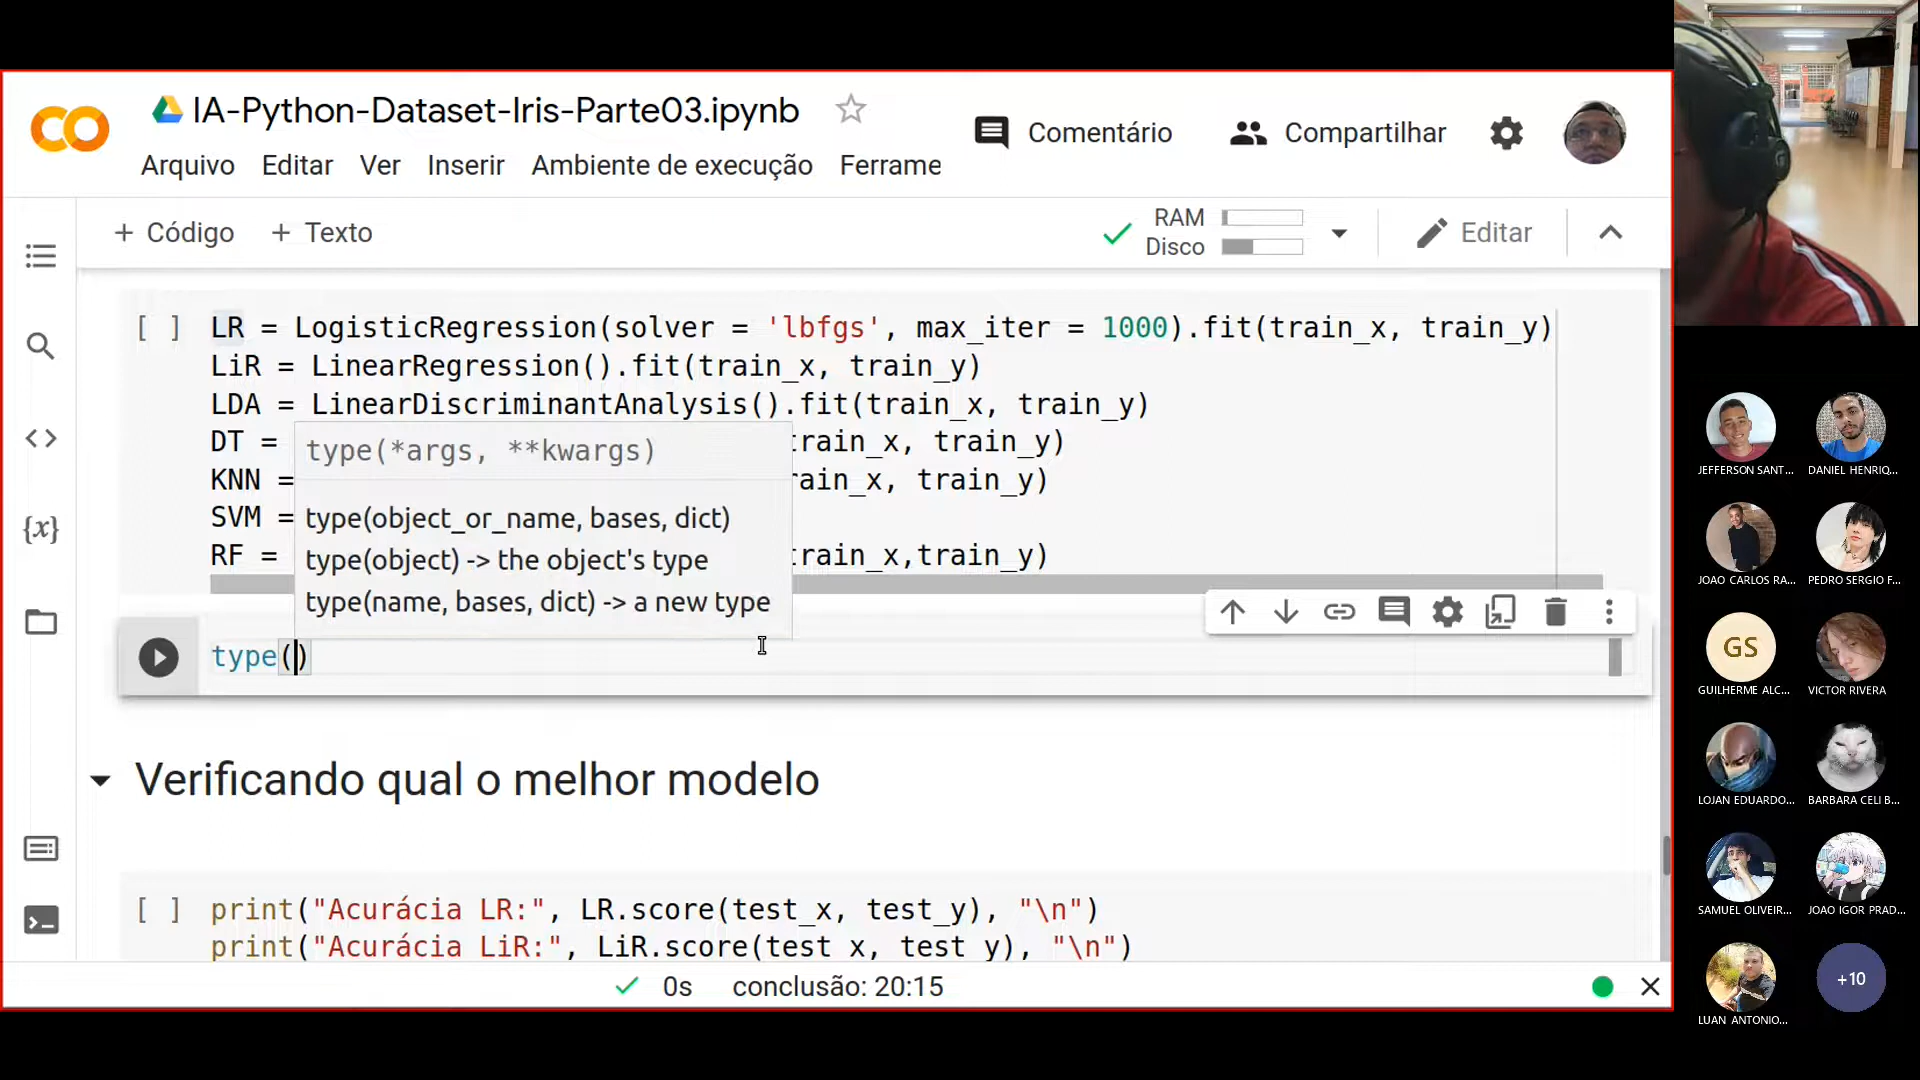 IA-Python-Dataset-Iris-Parte03.ipynb
Comentário
Compartilhar
Arquivo Editar Ver Inserir Ambiente de execução Ferrame
+ Código + Texto
RAM
Disco
Editar
[ ] LR = LogisticRegression(solver = 'lbfgs', max_iter = 1000).fit(train_x, train_y)
LiR = LinearRegression().fit(train_x, train_y)
LDA = LinearDiscriminantAnalysis().fit(train_x, train_y)
DT = train_x, train_y)
KNN = ain_x, train_y)
SVM =
RF = train_x,train_y)
type(*args, **kwargs)
type(object_or_name, bases, dict)
type(object) -> the object's type
type(name, bases, dict) -> a new type
type()
Verificando qual o melhor modelo
[ ] print("Acurácia LR:", LR.score(test_x, test_y), "\n")
print("Acurácia LiR:", LiR.score(test_x, test_y), "\n")
0s conclusão: 20:15
JEFFERSON SANT... DANIEL HENRIQ...
JOAO CARLOS RA... PEDRO SERGIO F...
GS
GUILHERME ALC... VICTOR RIVERA
LOJAN EDUARDO... BARBARA CELI B...
SAMUEL OLIVEIR... JOAO IGOR PRAD...
+10
LUAN ANTONIO...